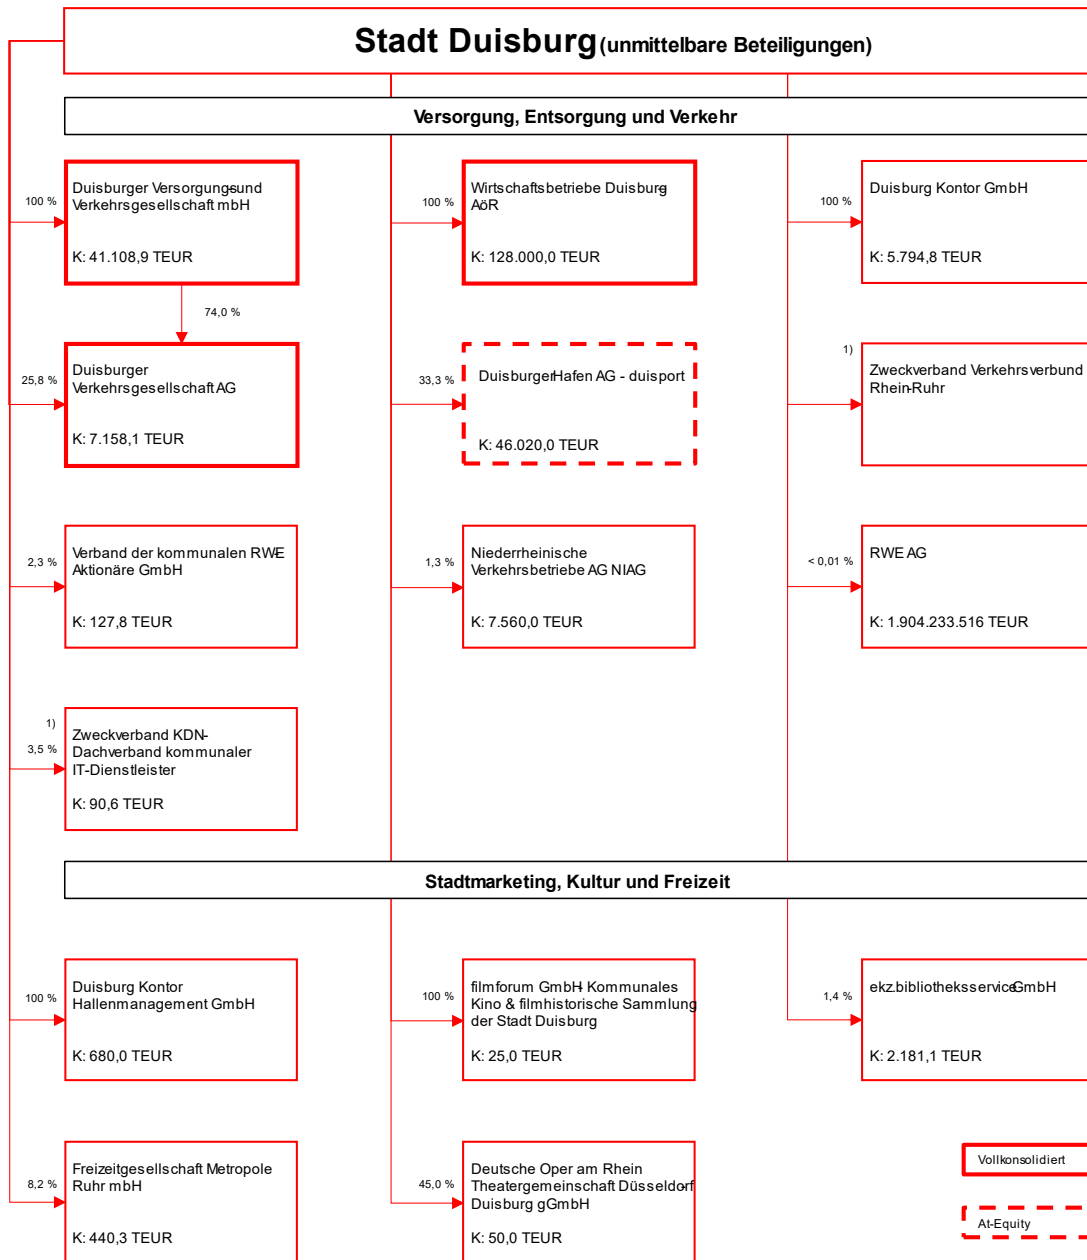 Stadt Duisburg (unmittelbare Beteiligungen)
Versorgung, Entsorgung und Verkehr
100 %
Duisburger Versorgungs- und
Verkehrsgesellschaft mbH
K: 41.108,9 TEUR
100 %
Wirtschaftsbetriebe Duisburg -
AöR
K: 128.000,0 TEUR
100 %
Duisburg Kontor GmbH
K: 5.794,8 TEUR
74,0 %
25,8 %
Duisburger
Verkehrsgesellschaft AG
K: 7.158,1 TEUR
33,3 %
Duisburger Hafen AG - duisport
K: 46.020,0 TEUR
1)
Zweckverband Verkehrsverbund
Rhein-Ruhr
2,3 %
Verband der kommunalen RWE-
Aktionäre GmbH
K: 127,8 TEUR
1,3 %
Niederrheinische
Verkehrsbetriebe AG NIAG
K: 7.560,0 TEUR
< 0,01 %
RWE AG
K: 1.904.233.516 TEUR
1)
3,5 %
Zweckverband KDN-
Dachverband kommunaler
IT-Dienstleister
K: 90,6 TEUR
Stadtmarketing, Kultur und Freizeit
100 %
Duisburg Kontor
Hallenmanagement GmbH
K: 680,0 TEUR
100 %
filmforum GmbH - Kommunales
Kino & filmhistorische Sammlung
der Stadt Duisburg
K: 25,0 TEUR
1,4 %
ekz.bibliotheksservice GmbH
K: 2.181,1 TEUR
8,2 %
Freizeitgesellschaft Metropole
Ruhr mbH
K: 440,3 TEUR
45,0 %
Deutsche Oper am Rhein
Theatergemeinschaft Düsseldorf-
Duisburg gGmbH
K: 50,0 TEUR
Vollkonsolidiert
At-Equity